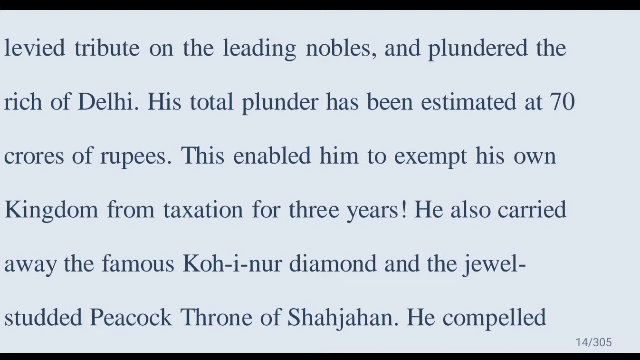 levied tribute on the leading nobles, and plundered the
rich of Delhi. His total plunder has been estimated at 70
crores of rupees. This enabled him to exempt his own
Kingdom from taxation for three years! He also carried
away the famous Koh-i-nur diamond and the jewel-
studded Peacock Throne of Shahjahan. He compelled
14/305